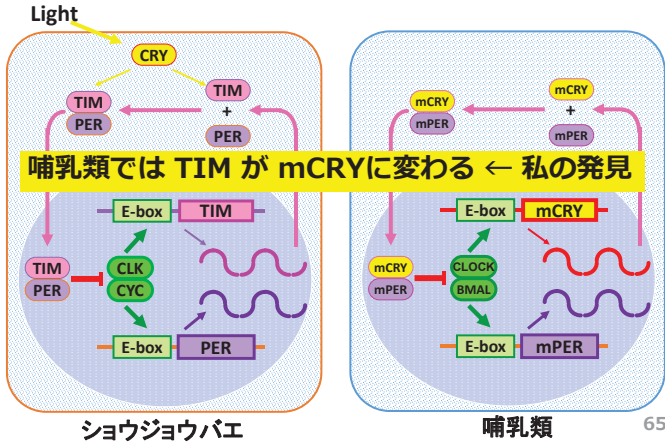 Light
CRY
TIM
PER
TIM
+
PER
mCRY
mPER
mCRY
+
mPER
哺乳類では TIM が mCRYに変わる ← 私の発見
E-box TIM
TIM
PER
CLK
CYC
E-box PER
E-box mCRY
mCRY
mPER
CLOCK
BMAL
E-box mPER
ショウジョウバエ
哺乳類
65